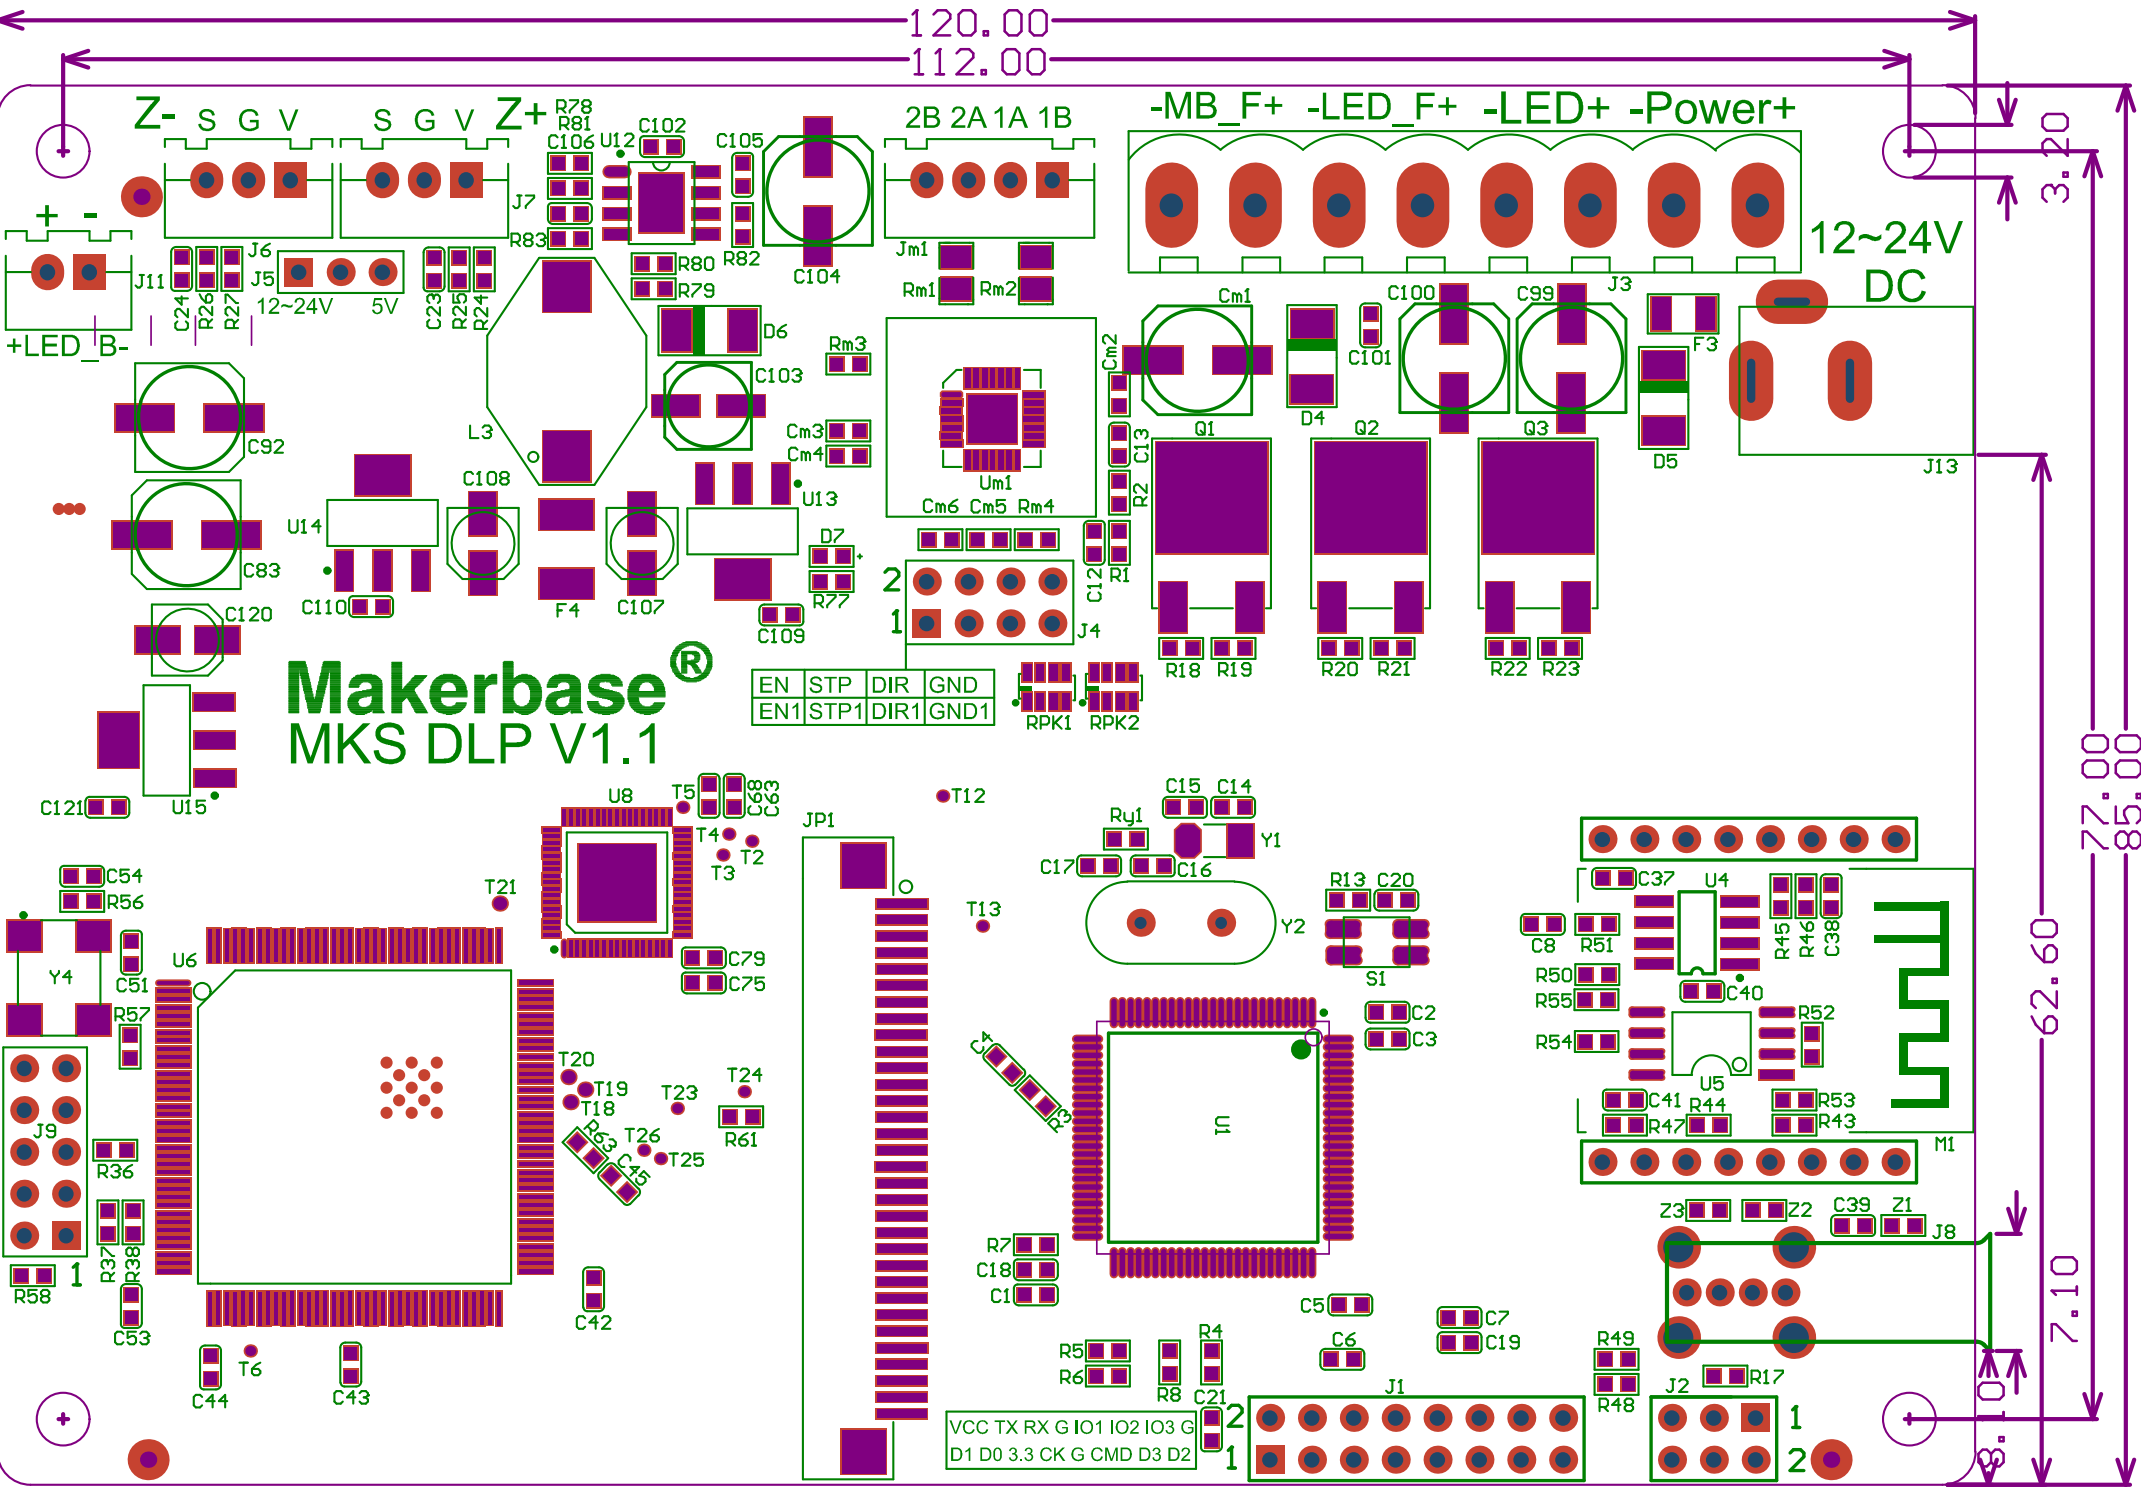 120.00
112.00
Z- S G V S G V Z+
R78
R81
C106
U12
C102
C105
2B 2A 1A 1B
-MB_F+ -LED_F+ -LED+ -Power+
3.20
J7
R83
R82
C104
Jm1
12~24V
DC
+ -
J11
J6
J5
C24
R26
R27
12~24V 5V
C23
R25
R24
R80
R79
Rm1
Rm2
Cm1
C100
C99
J3
F3
+LED_B-
D6
Rm3
Cm2
C101
D4
C103
L3
Cm3
Cm4
C13
Q1
Q2
Q3
D5
J13
C92
C108
U13
Um1
R2
U14
Cm6 Cm5 Rm4
C83
D7
R77
C12
R1
C110
F4
C107
C109
2
1
J4
C120
R18
R19
R20
R21
R22
R23
Makerbase®
MKS DLP V1.1
EN STP DIR GND
EN1 STP1 DIR1 GND1
RPK1
RPK2
77.00
85.00
62.60
U15
C121
U8
T5
C68
C63
T4
T2
T3
T12
JP1
C15
C14
Ry1
Y1
C17
C16
C54
R56
T21
T13
Y2
R13
C20
S1
C37
U4
C8
R51
R45
R46
C38
Y4
C51
U6
C79
C75
R50
R55
C40
R57
C2
C3
R54
R52
U5
T20
T19
T18
T23
T24
C4
R3
U1
C41
R47
R44
R53
R43
M1
J9
R36
R63
T26
T25
C45
R61
R37
R38
R58
1
C53
Z3
Z2
C39
Z1
J8
R7
C18
C1
7.10
C42
C5
C7
C19
C6
C44
T6
C43
R5
R6
R8
R4
C21
R49
R48
J2
R17
J1
VCC TX RX G IO1 IO2 IO3 G
D1 D0 3.3 CK G CMD D3 D2
2
1
1
2